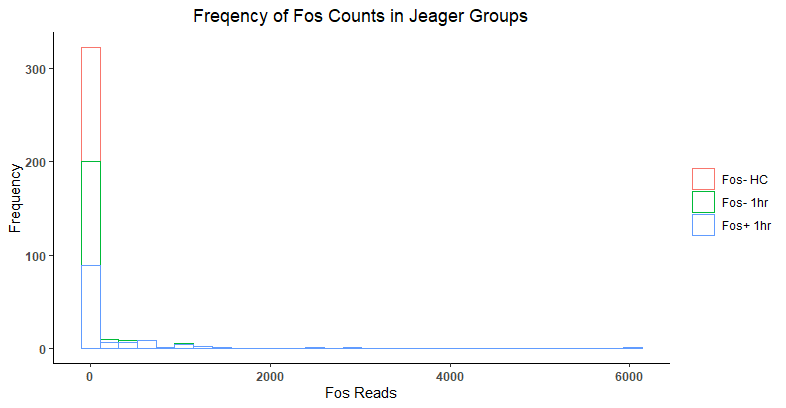 Freqency of Fos Counts in Jeager Groups
Frequency
300
200
100
0
0 2000 4000 6000
Fos Reads
Fos- HC
Fos- 1hr
Fos+ 1hr